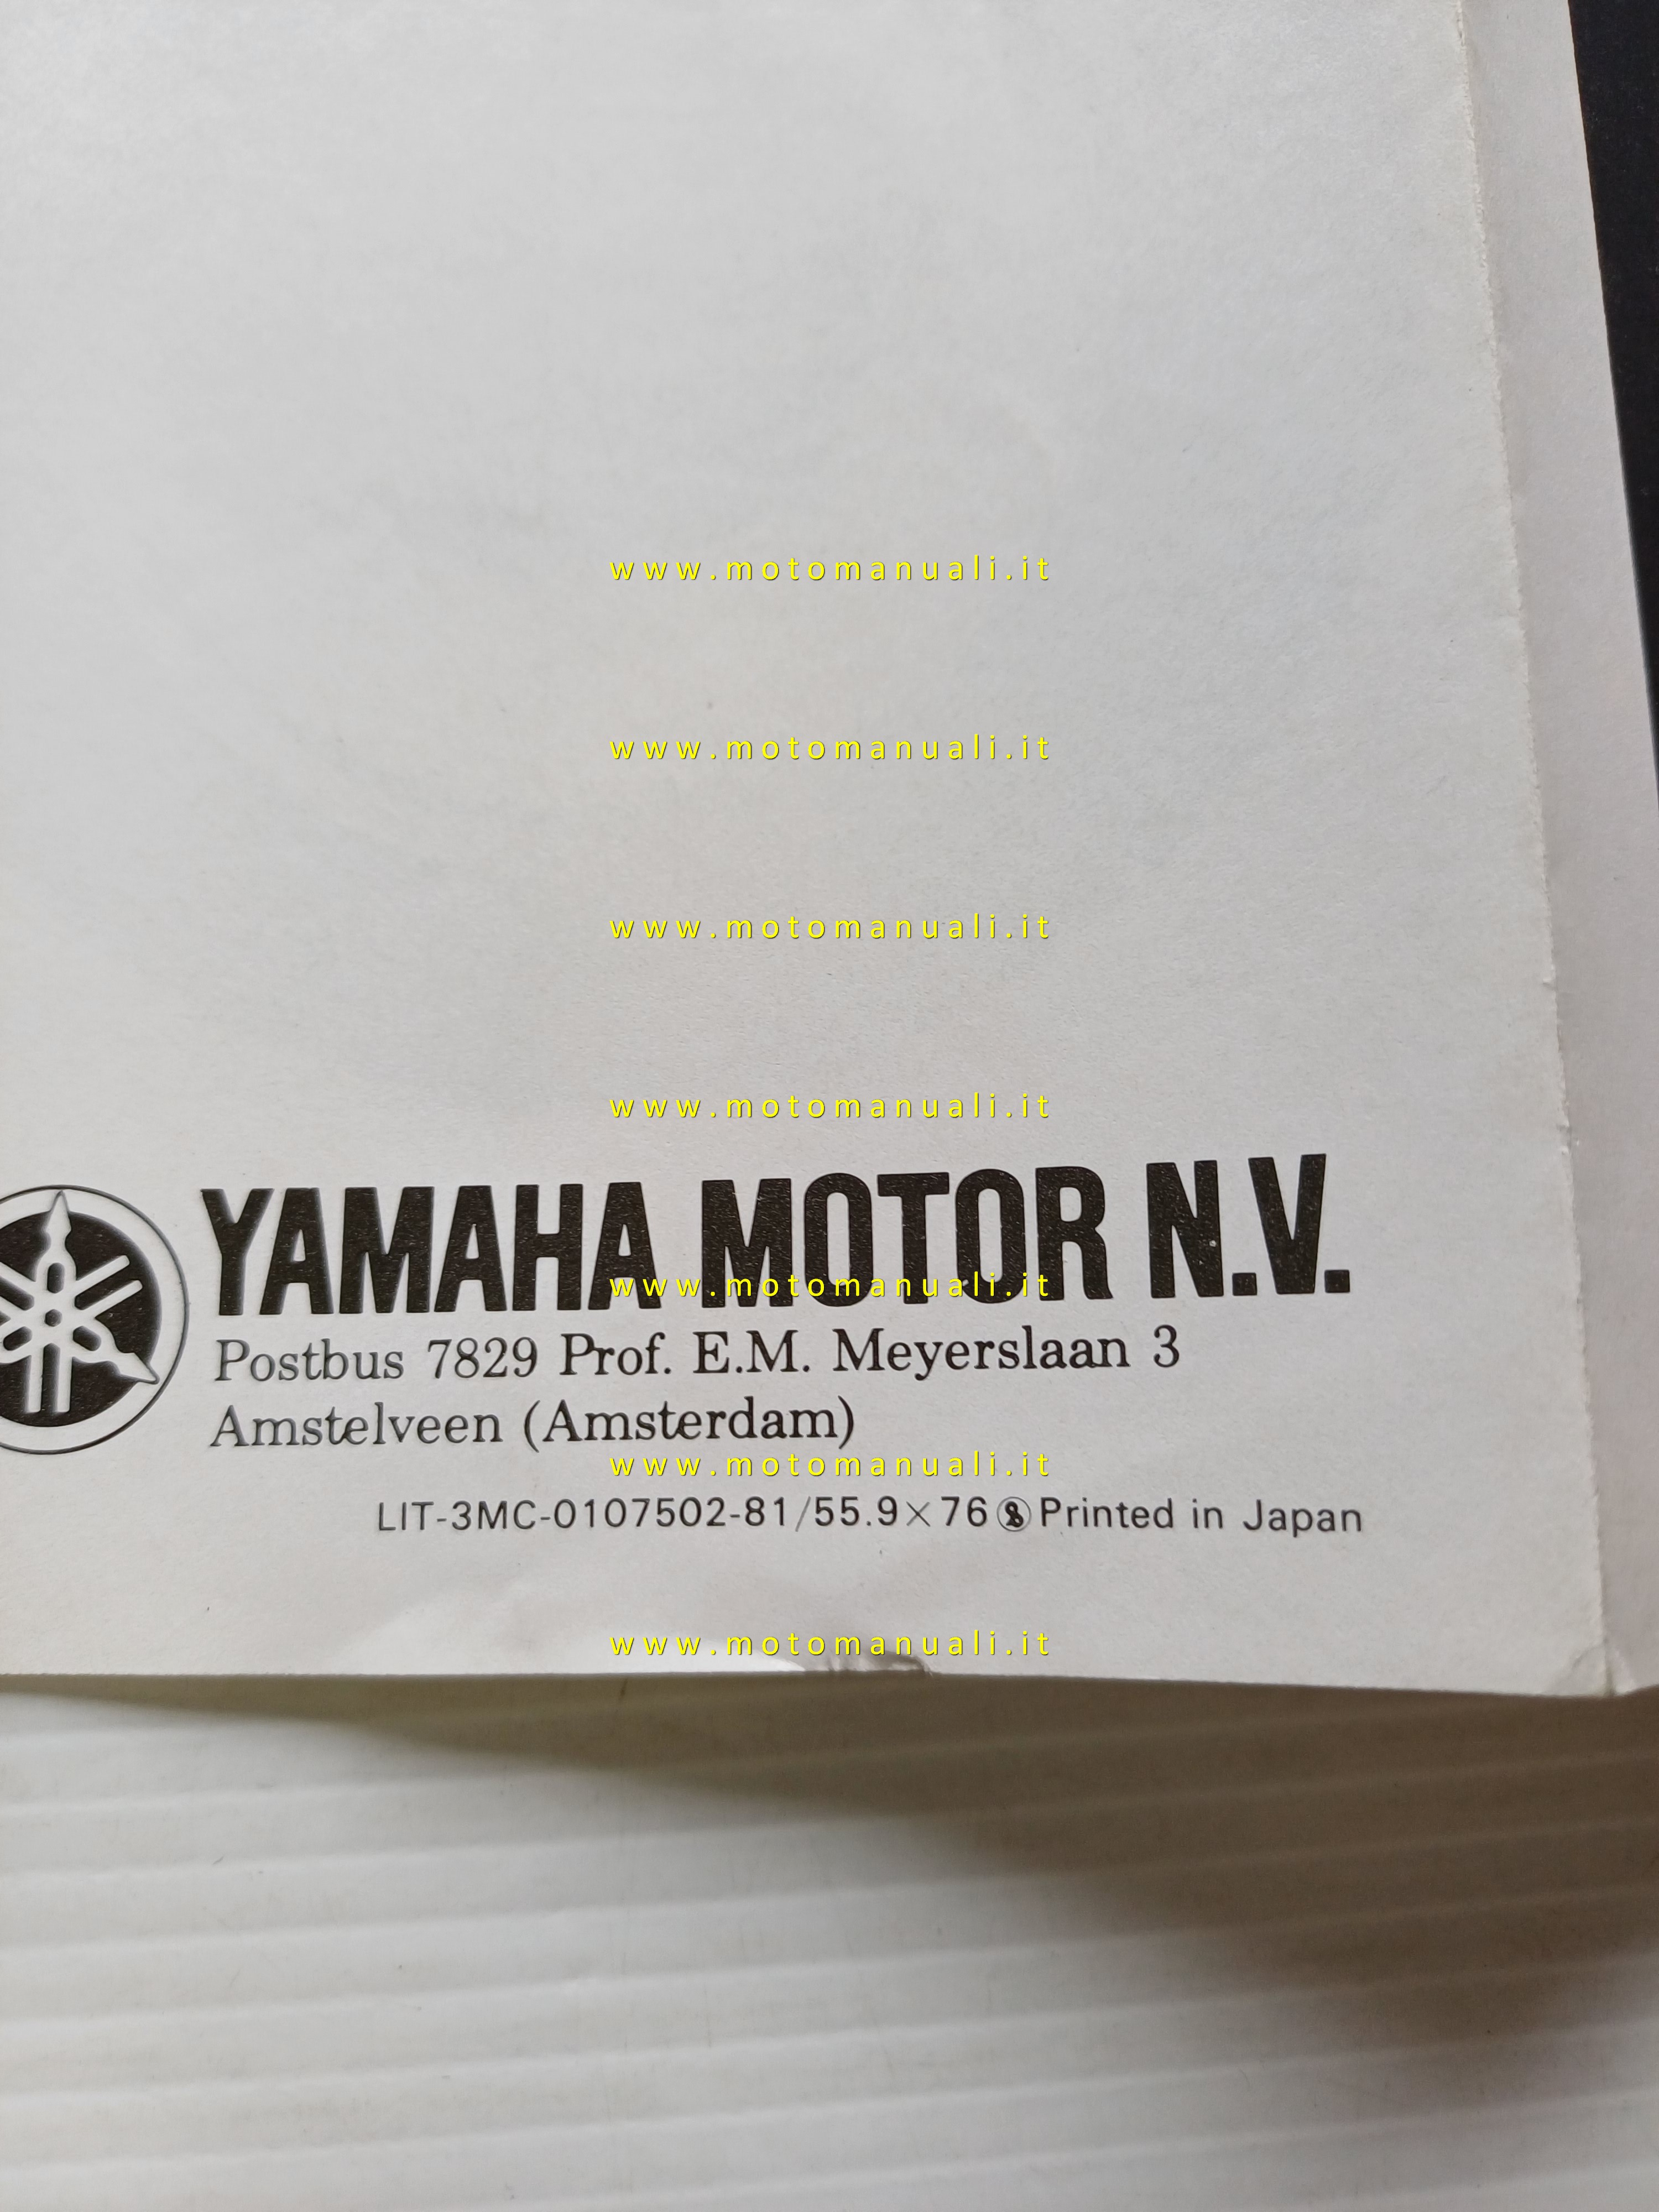 www.motomanuali.it
www.motomanuali.it
www.motomanuali.it
www.motomanuali.it
YAMAHA MOTOR N.V.
www.motomanuali.it
Postbus 7829 Prof. E.M. Meyerslaan 3
Amstelveen (Amsterdam)
www.motomanuali.it
LIT-3MC-0107502-81/55.9×76 Ⓢ Printed in Japan
www.motomanuali.it